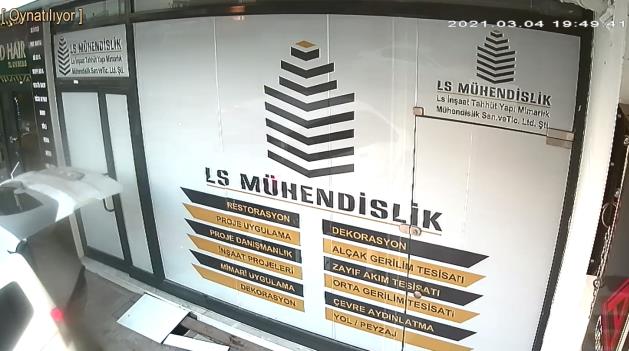 [ Oynatılıyor ]
2021.03.04 19:49:41
HAIR
LS MÜHENDİSLİK
Ls İnşaat Tahhüt Yapı Mimarlık
Mühendislik San.veTic. Ltd. Şti.
LS MÜHENDİSLİK
Ls İnşaat Tahhüt Yapı Mimarlık
Mühendislik San.veTic. Ltd. Şti.
LS MÜHENDİSLİK
RESTORASYON
PROJE UYGULAMA
PROJE DANIŞMANLIK
İNŞAAT PROJELERİ
MİMARİ UYGULAMA
DEKORASYON
DEKORASYON
ALÇAK GERİLİM TESİSATI
ZAYIF AKIM TESİSATI
ORTA GERİLİM TESİSATI
ÇEVRE AYDINLATMA
YOL / PEYZAJ